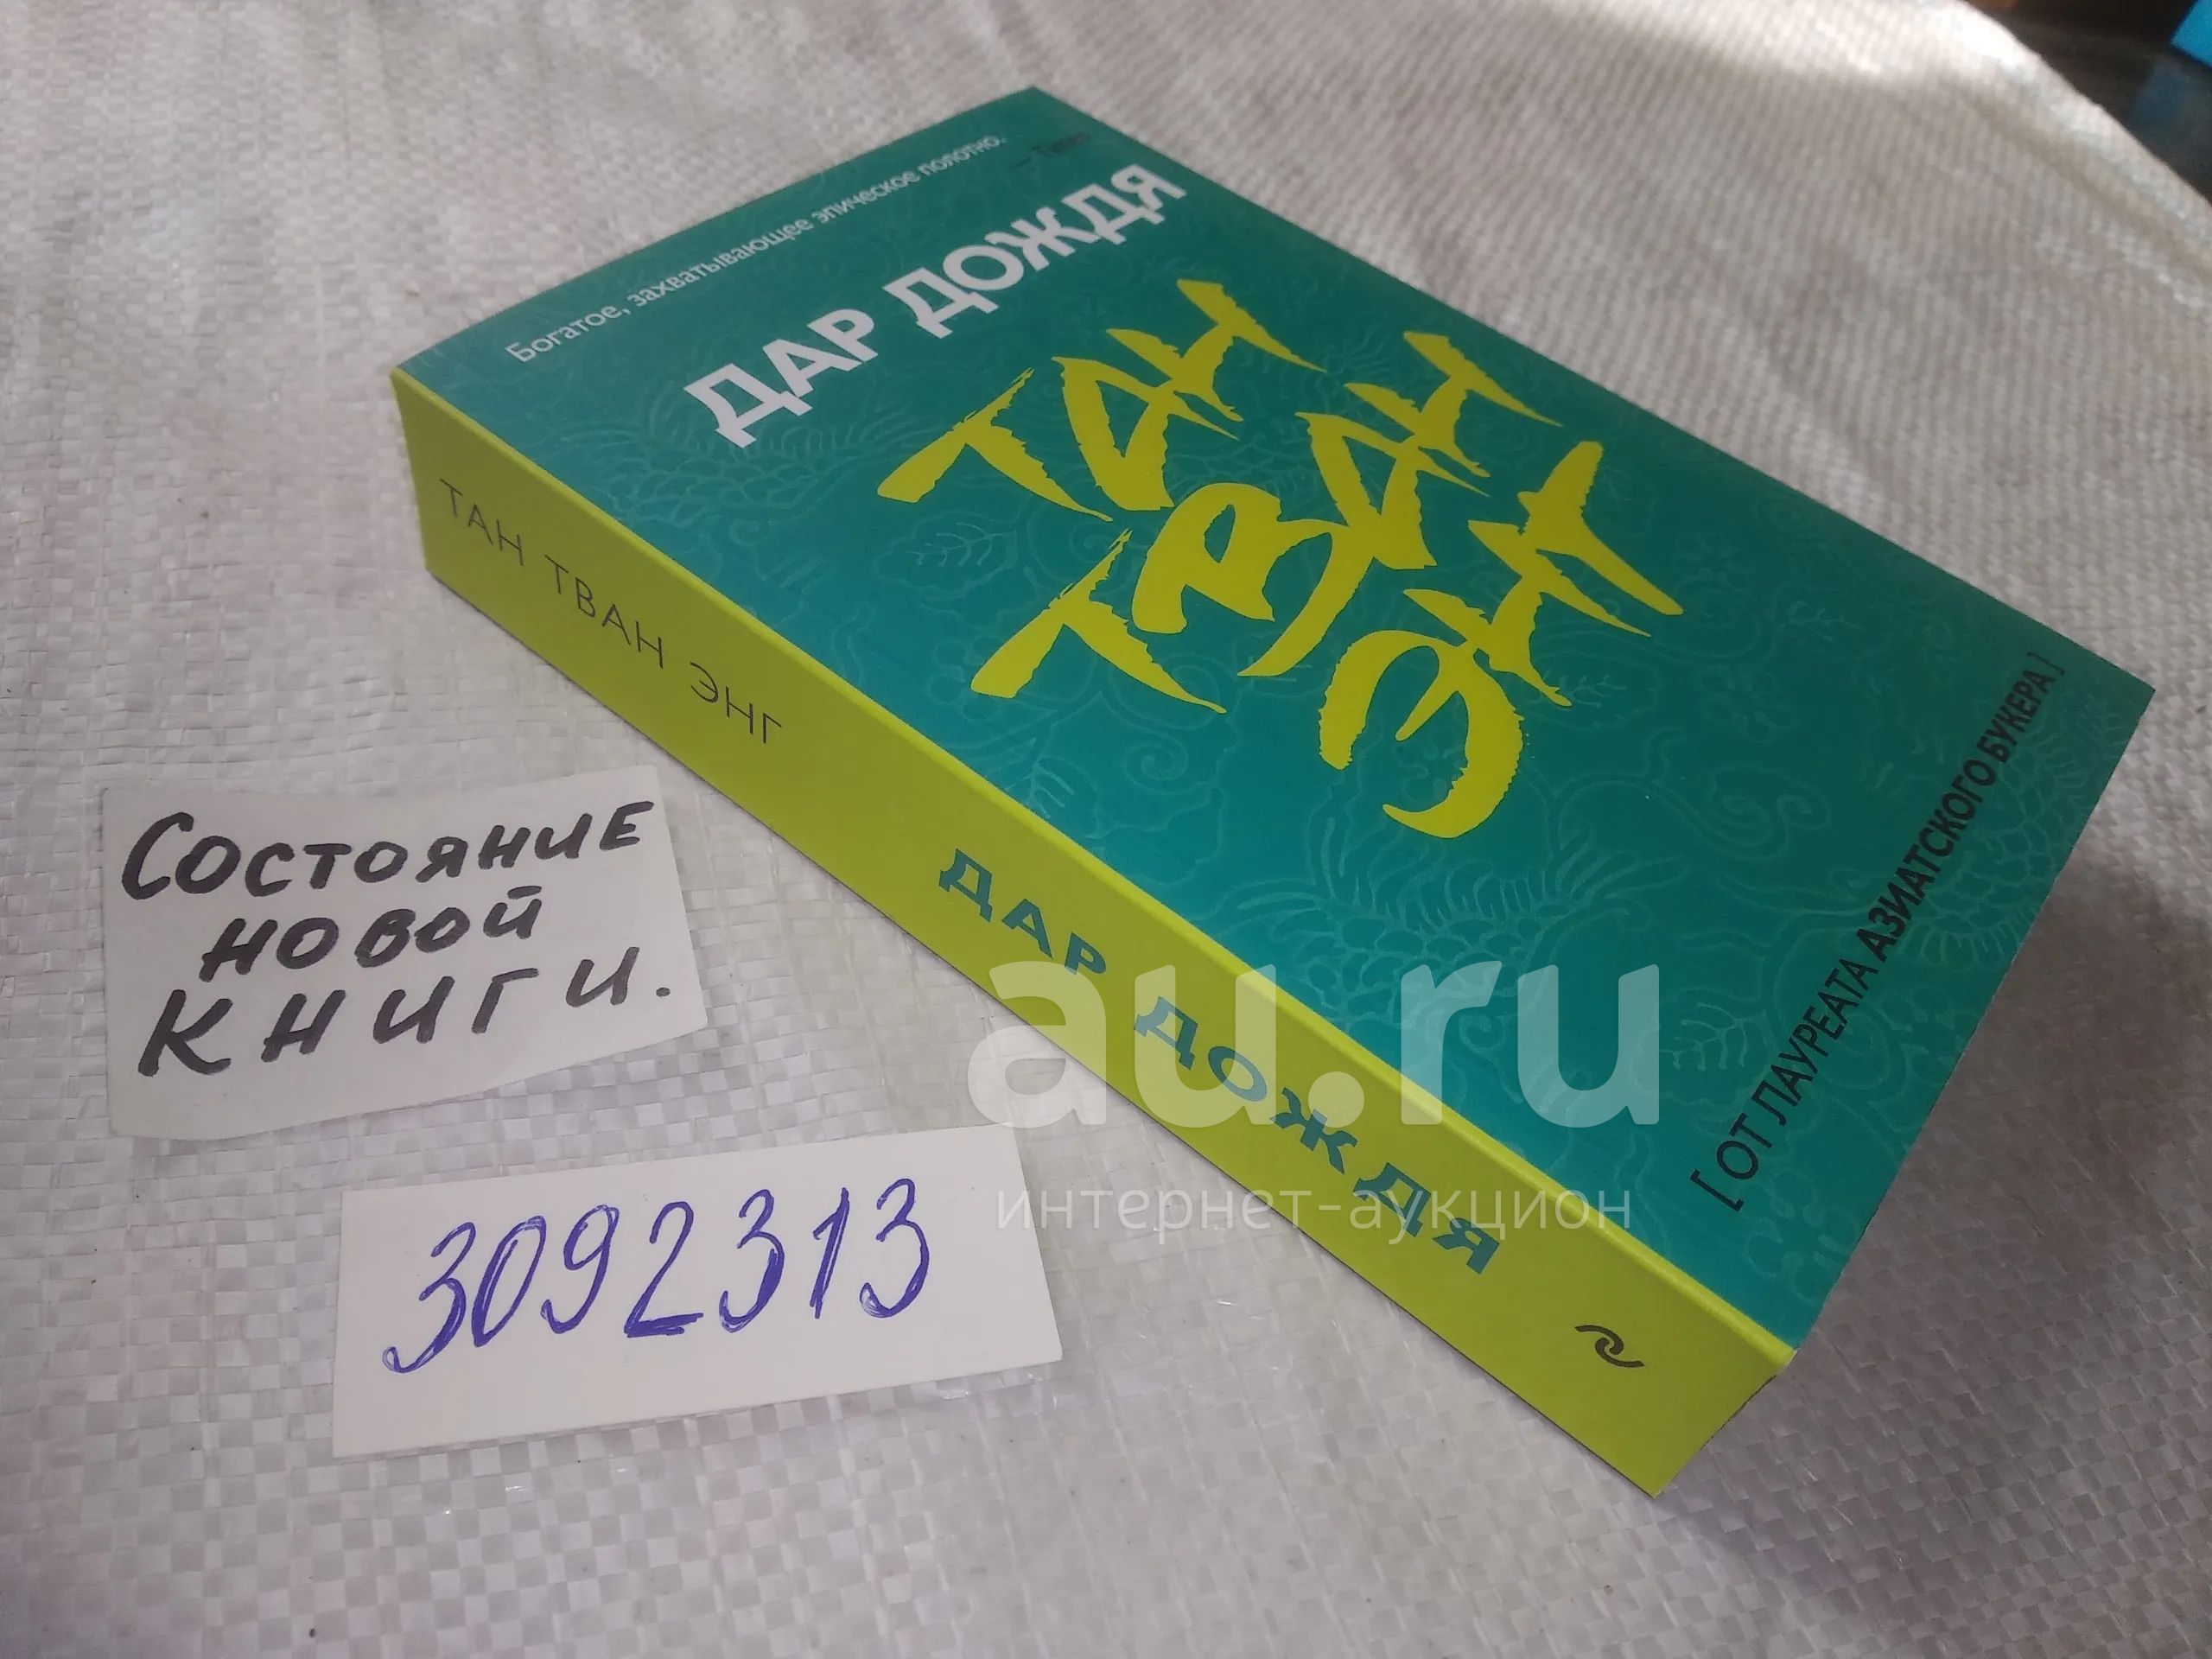 Богатое, захватывающее эпическое полотно.
— Times
ДАР ДОЖДЯ
ТАН
ТВАН
ЭНГ
[ОТ ЛАУРЕАТА АЗИАТСКОГО БУКЕРА]
ТАН ТВАН ЭНГ ДАР ДОЖДЯ
СОСТОЯНИЕ
НОВОЙ
КНИГИ.
3092313
au.ru
интернет-аукцион